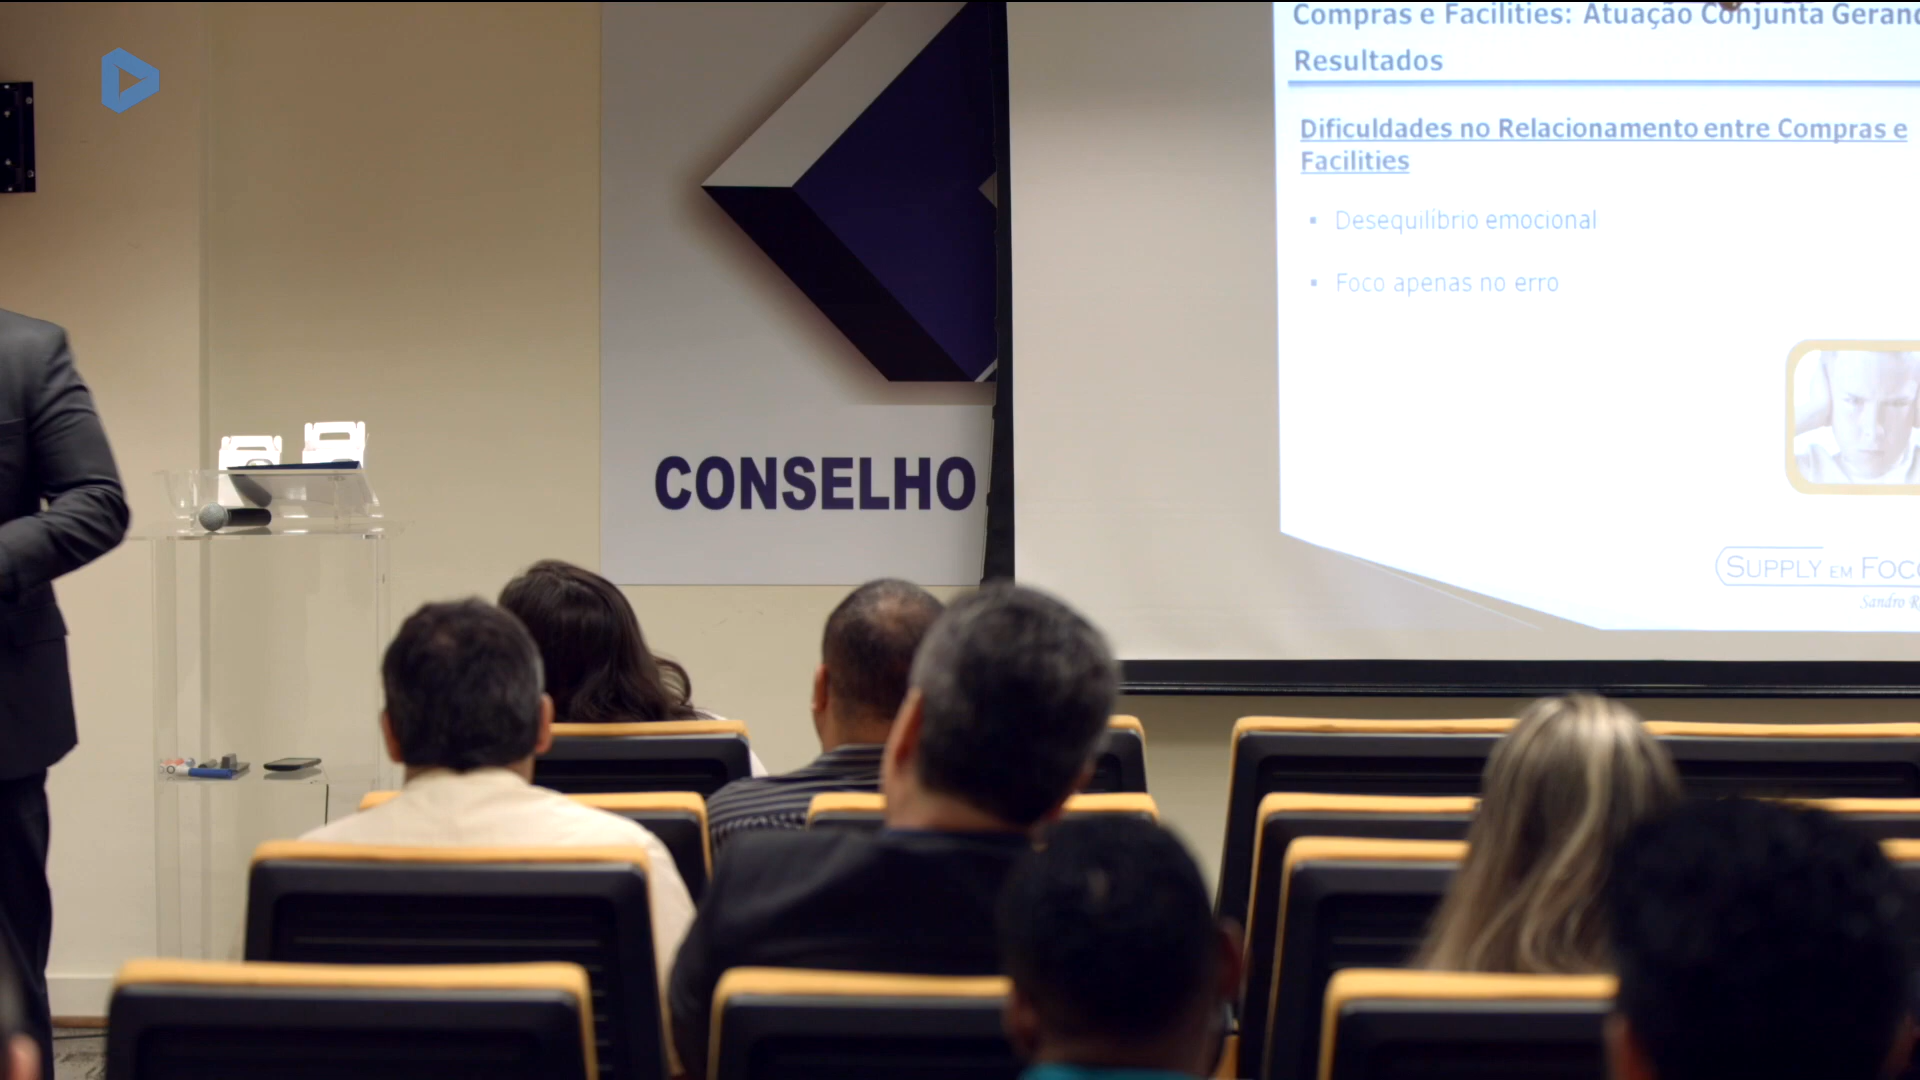 Compras e Facilities: Atuação Conjunta
Resultados
Dificuldades no Relacionamento entre Compras e
Facilities
▪ Desequilíbrio emocional
▪ Foco apenas no erro
CONSELHO
SUPPLY EM
Sandro